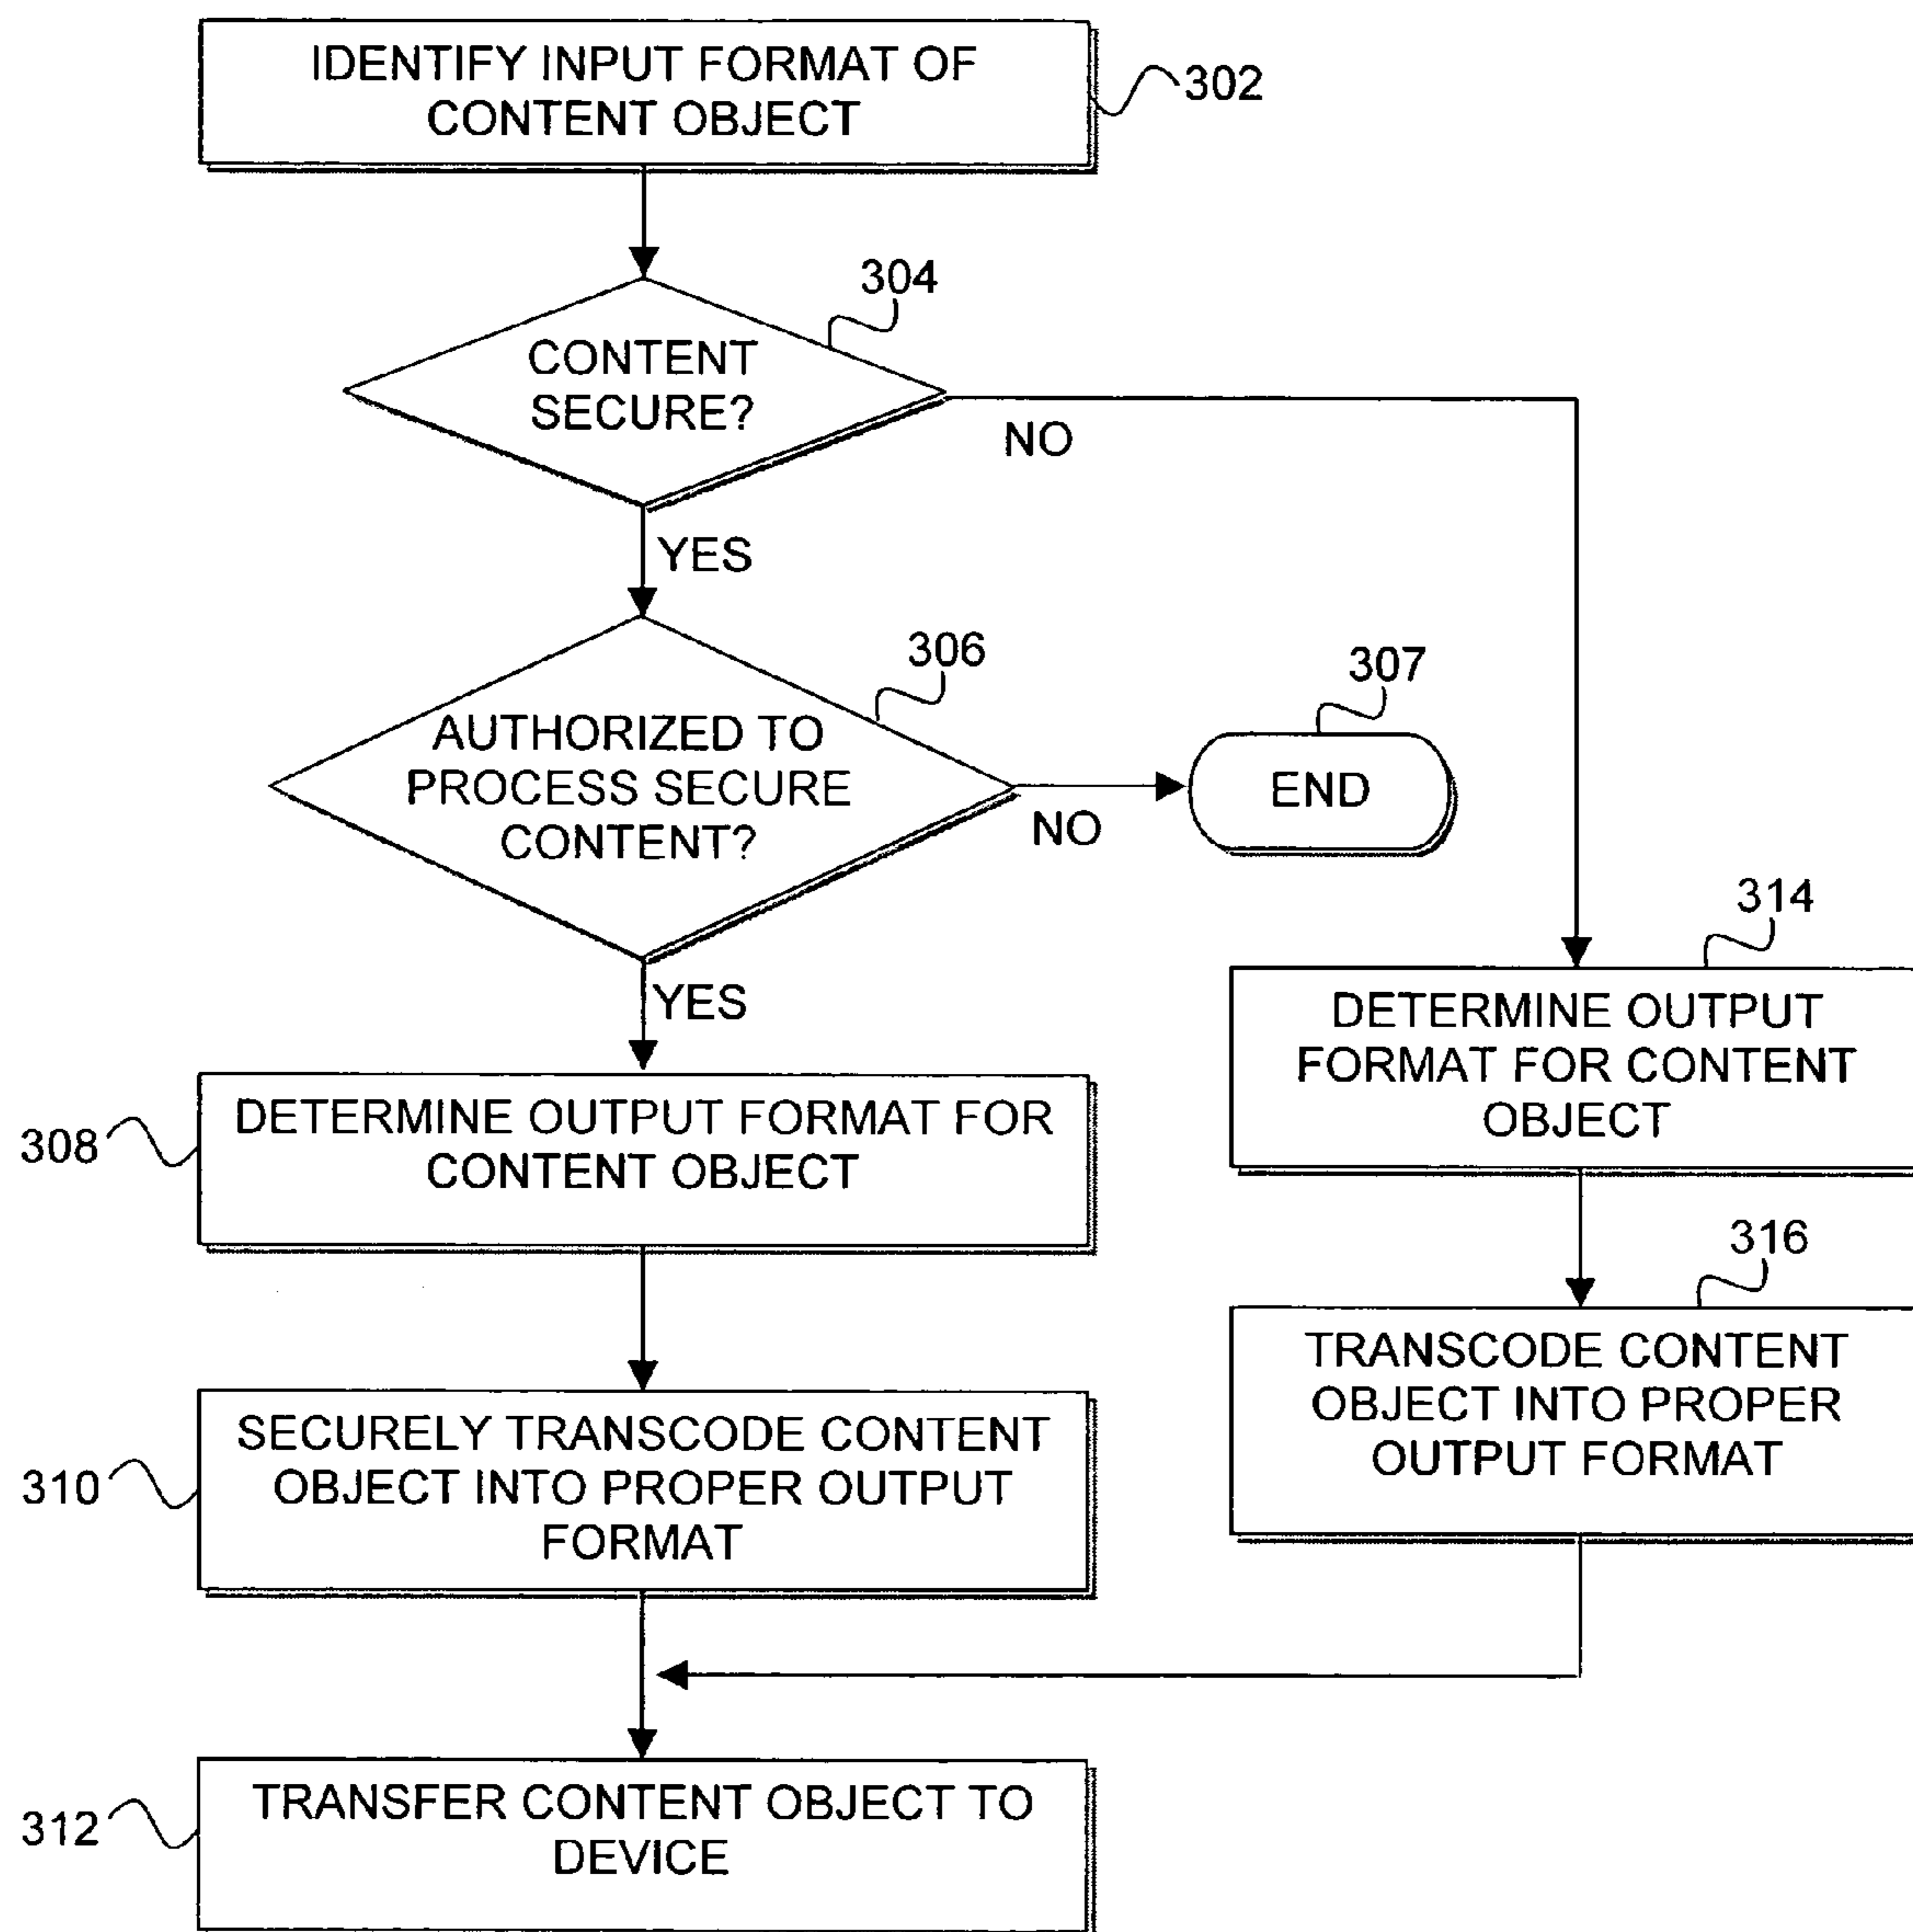 IDENTIFY INPUT FORMAT OF
CONTENT OBJECT
302
304
CONTENT
SECURE?
NO
YES
306
307
AUTHORIZED TO
PROCESS SECURE
CONTENT?
END
NO
314
YES
DETERMINE OUTPUT
FORMAT FOR CONTENT
OBJECT
308
DETERMINE OUTPUT FORMAT FOR
CONTENT OBJECT
316
TRANSCODE CONTENT
OBJECT INTO PROPER
OUTPUT FORMAT
310
SECURELY TRANSCODE CONTENT
OBJECT INTO PROPER OUTPUT
FORMAT
312
TRANSFER CONTENT OBJECT TO
DEVICE